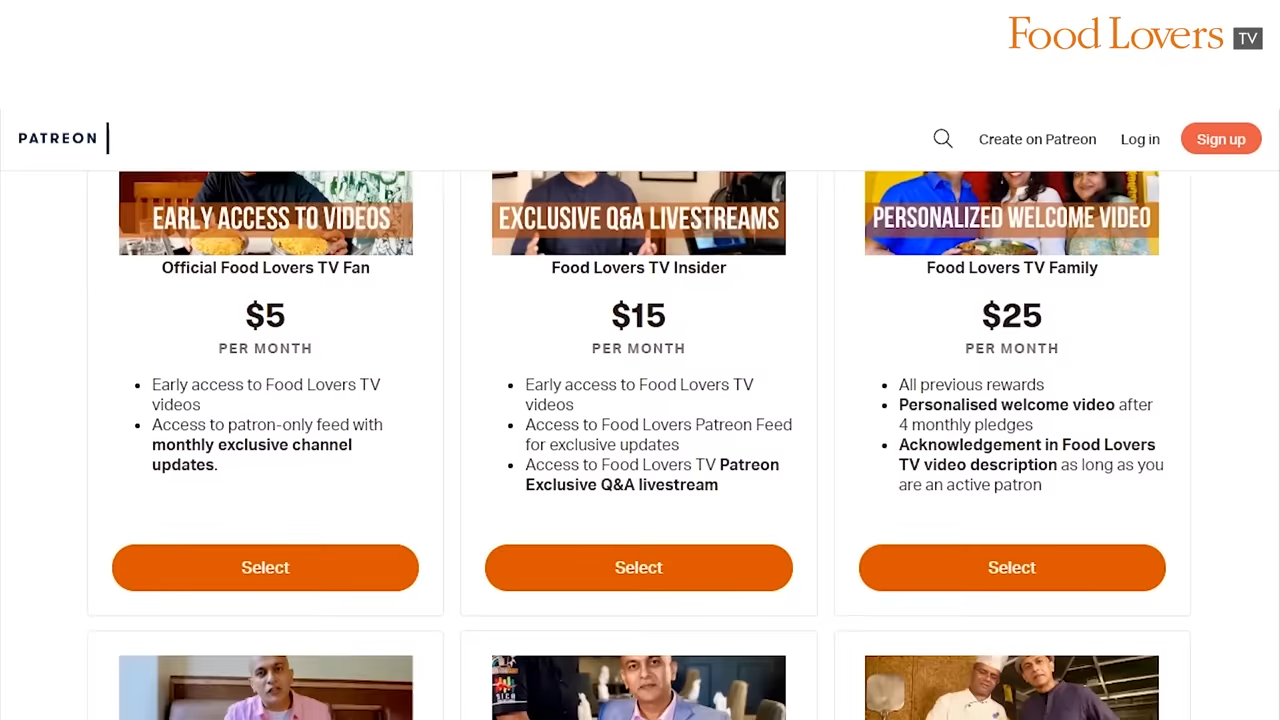 Food Lovers TV
PATREON
Create on Patreon
Log in
Sign up
EARLY ACCESS TO VIDEOS
Official Food Lovers TV Fan
$5
PER MONTH
• Early access to Food Lovers TV
videos
• Access to patron-only feed with
monthly exclusive channel
updates.
Select
EXCLUSIVE Q&A LIVESTREAMS
Food Lovers TV Insider
$15
PER MONTH
• Early access to Food Lovers TV
videos
• Access to Food Lovers Patreon Feed
for exclusive updates
• Access to Food Lovers TV Patreon
Exclusive Q&A livestream
Select
PERSONALIZED WELCOME VIDEO
Food Lovers TV Family
$25
PER MONTH
• All previous rewards
• Personalised welcome video after
4 monthly pledges
• Acknowledgement in Food Lovers
TV video description as long as you
are an active patron
Select